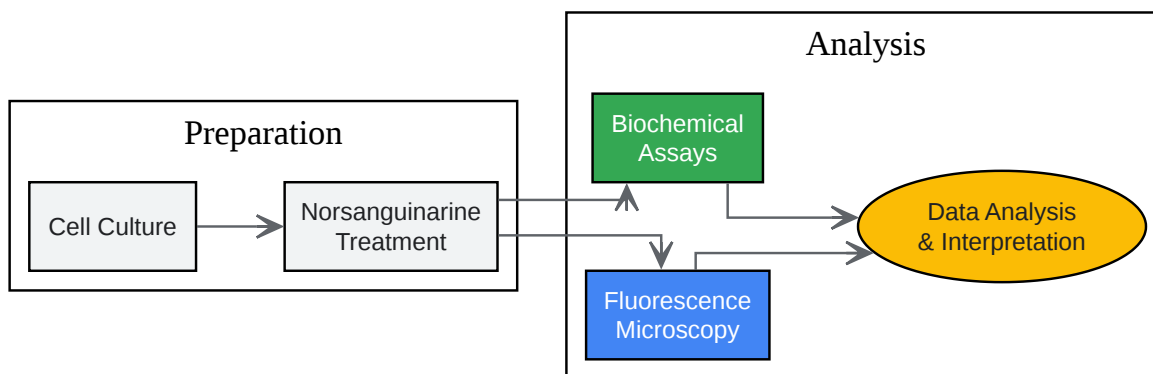 Preparation
Cell Culture
Norsanguinarine
Treatment
Analysis
Biochemical
Assays
Fluorescence
Microscopy
Data Analysis
& Interpretation